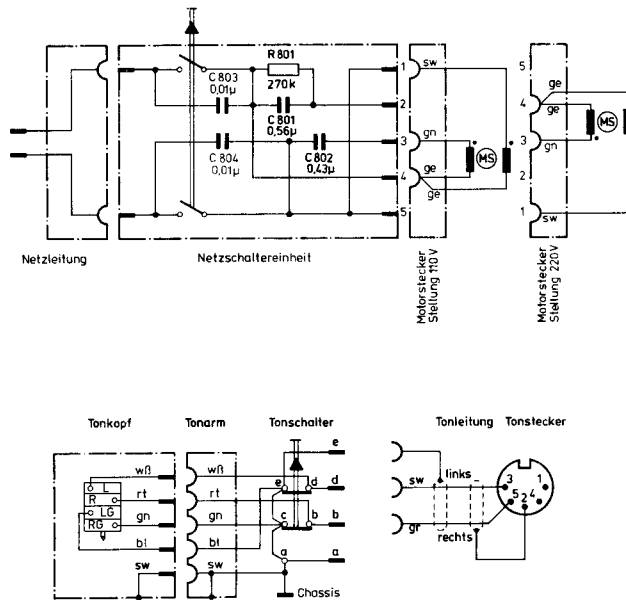 R 801
270k
C 803
0,01µ
C 801
0,56µ
C 804
0,01µ
C 802
0,43µ
1
2
3
4
5
sw
gn
ge
ge
MS
5
4
3
2
1
ge
ge
gn
sw
MS
Netzleitung
Netzschaltereinheit
Motorstecker
Stellung 110V
Motorstecker
Stellung 220V
Tonkopf
Tonarm
Tonschalter
Tonleitung
Tonstecker
wß
rt
gn
bl
sw
L
R
LG
RG
wß
rt
gn
bl
sw
e
d
c
b
a
e
d
b
a
Chassis
sw
gr
links
rechts
3
5
2
4
1